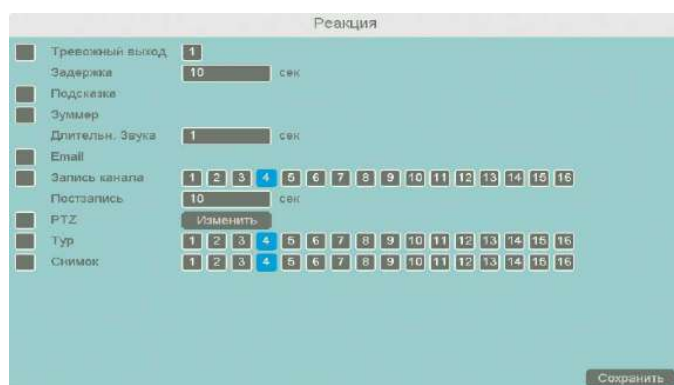 Реакция
Тревожный выход 1
Задержка 10 сек
Подсказка
Зуммер
Длительн. Звука 1 сек
Email
Запись канала 1 2 3 4 5 6 7 8 9 10 11 12 13 14 15 16
Постзапись 10 сек
PTZ Изменить
Тур 1 2 3 4 5 6 7 8 9 10 11 12 13 14 15 16
Снимок 1 2 3 4 5 6 7 8 9 10 11 12 13 14 15 16
Сохранить